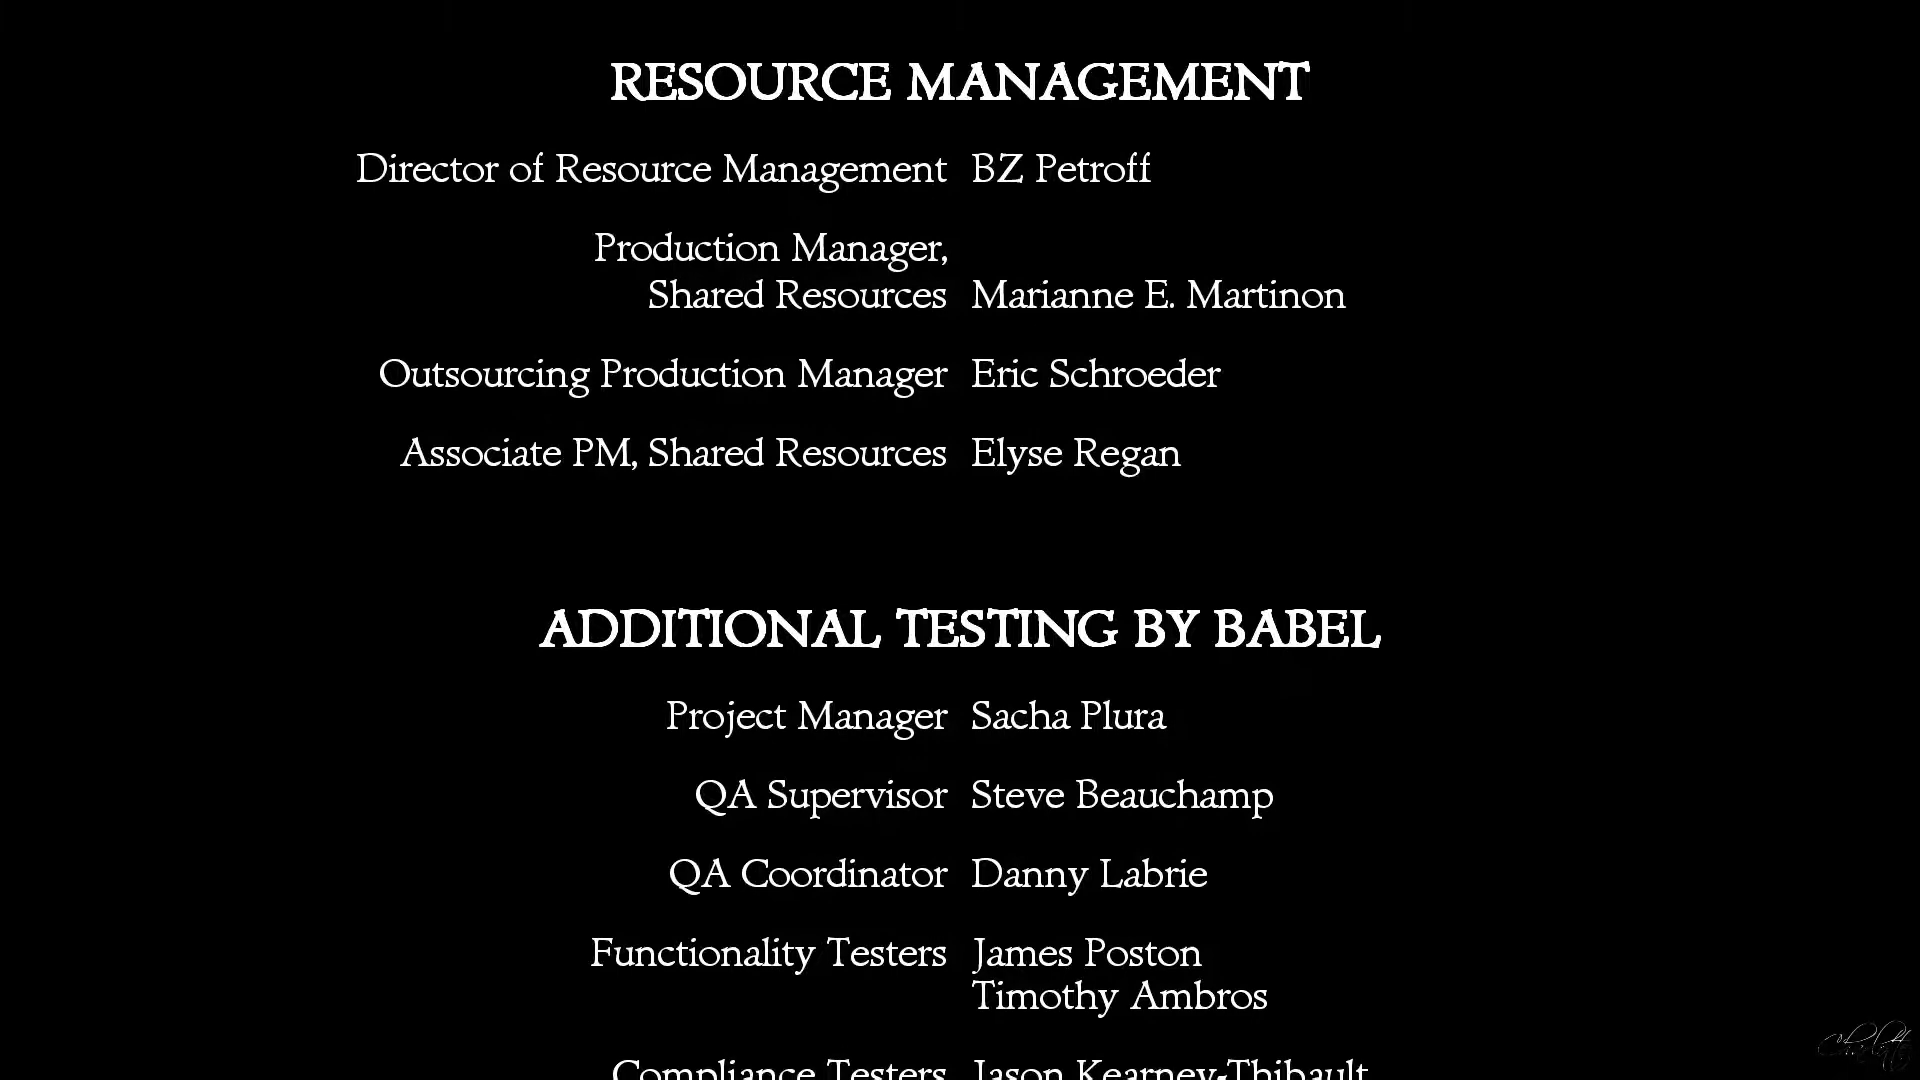 RESOURCE MANAGEMENT
Director of Resource Management BZ Petroff
Production Manager,
Shared Resources Marianne E. Martinon
Outsourcing Production Manager Eric Schroeder
Associate PM, Shared Resources Elyse Regan
ADDITIONAL TESTING BY BABEL
Project Manager Sacha Plura
QA Supervisor Steve Beauchamp
QA Coordinator Danny Labrie
Functionality Testers James Poston
Timothy Ambros
Compliance Testers Jason Kearney-Thibault